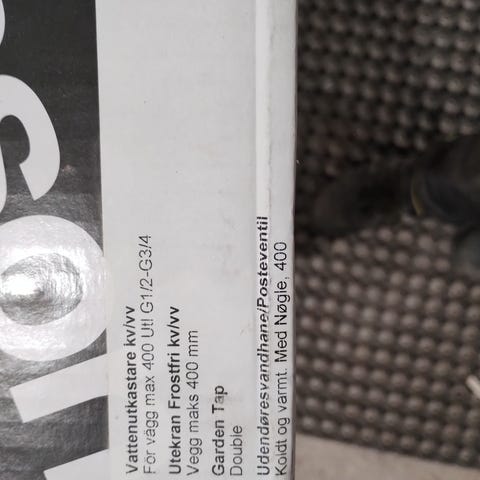 Vattenutkastare kv/vv
För vägg max 400 Utl G1/2-G3/4
Utekran Frostfri kv/vv
Vegg maks 400 mm
Garden Tap
Double
Udendøresvandhane/Posteventil
Koldt og varmt. Med Nøgle, 400